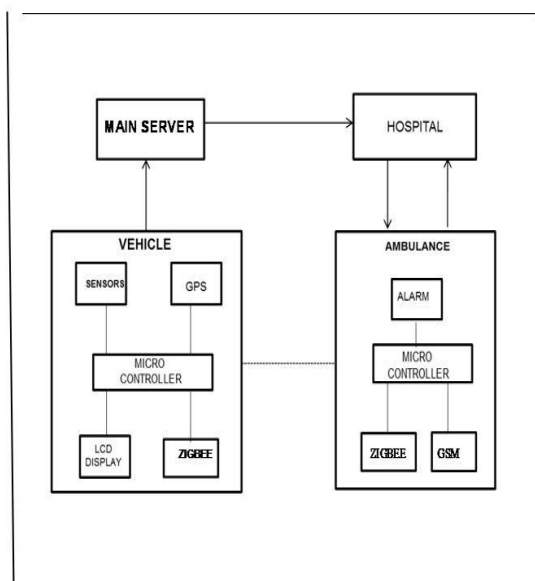 MAIN SERVER
HOSPITAL
VEHICLE
SENSORS
GPS
MICRO
CONTROLLER
LCD
DISPLAY
ZIGBEE
AMBULANCE
ALARM
MICRO
CONTROLLER
ZIGBEE
GSM